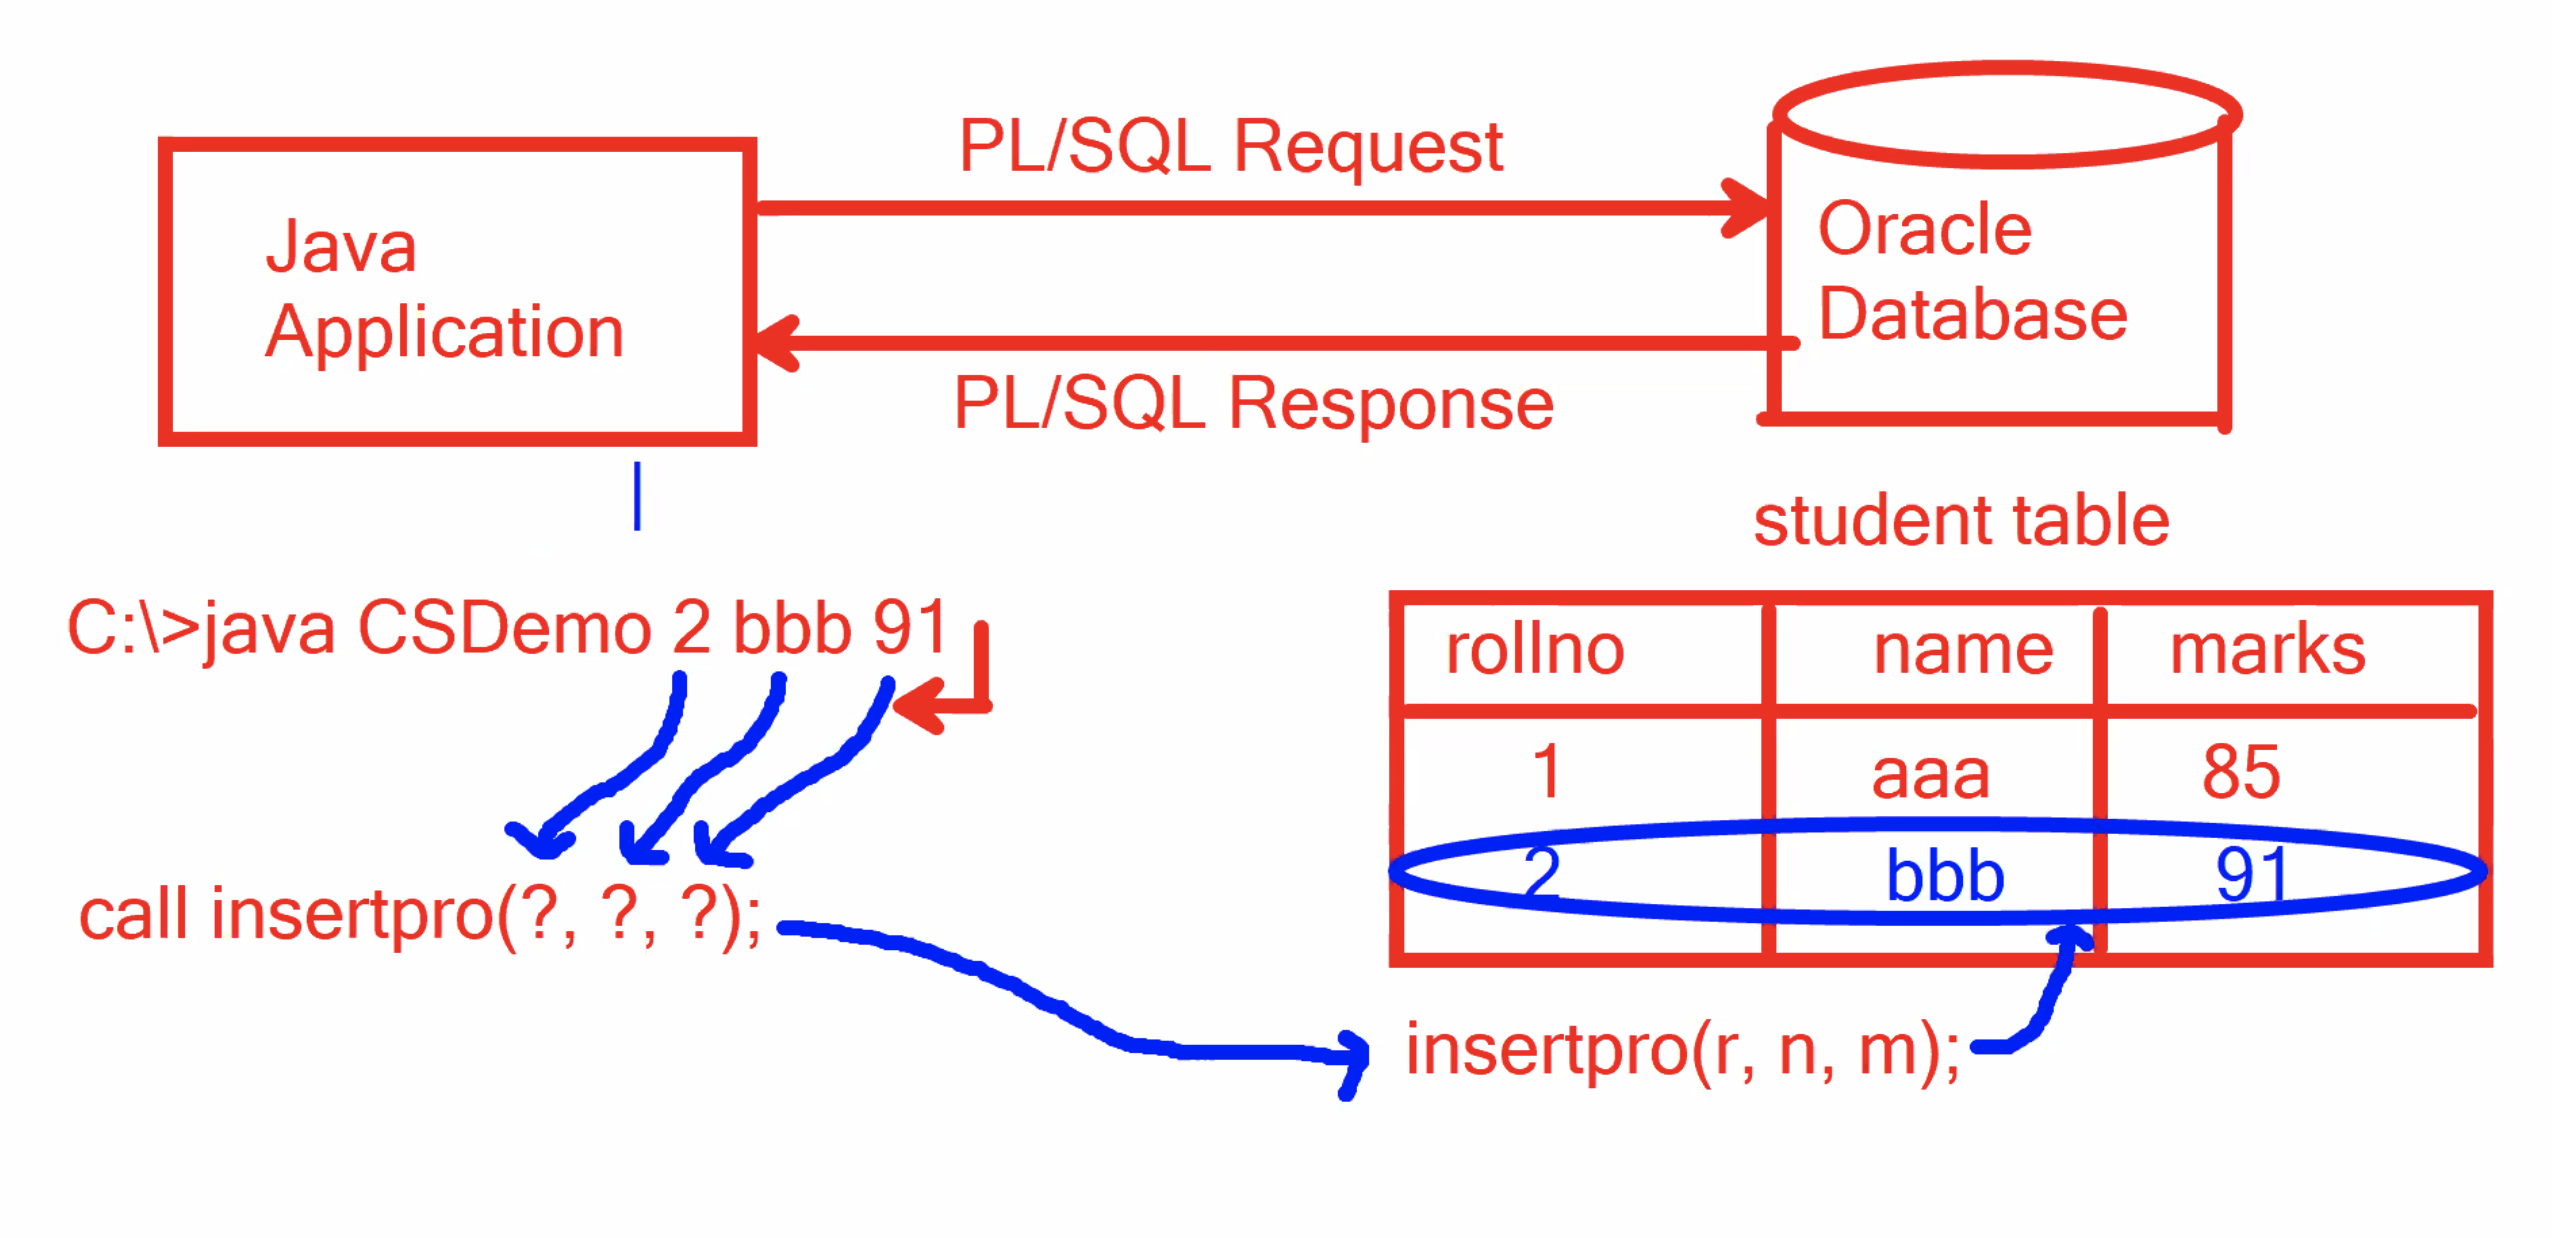 PL/SQL Request
Java
Application
Oracle
Database
PL/SQL Response
student table
C:\>java CSDemo 2 bbb 91
rollno name marks
1 aaa 85
2 bbb 91
call insertpro(?, ?, ?);
insertpro(r, n, m);